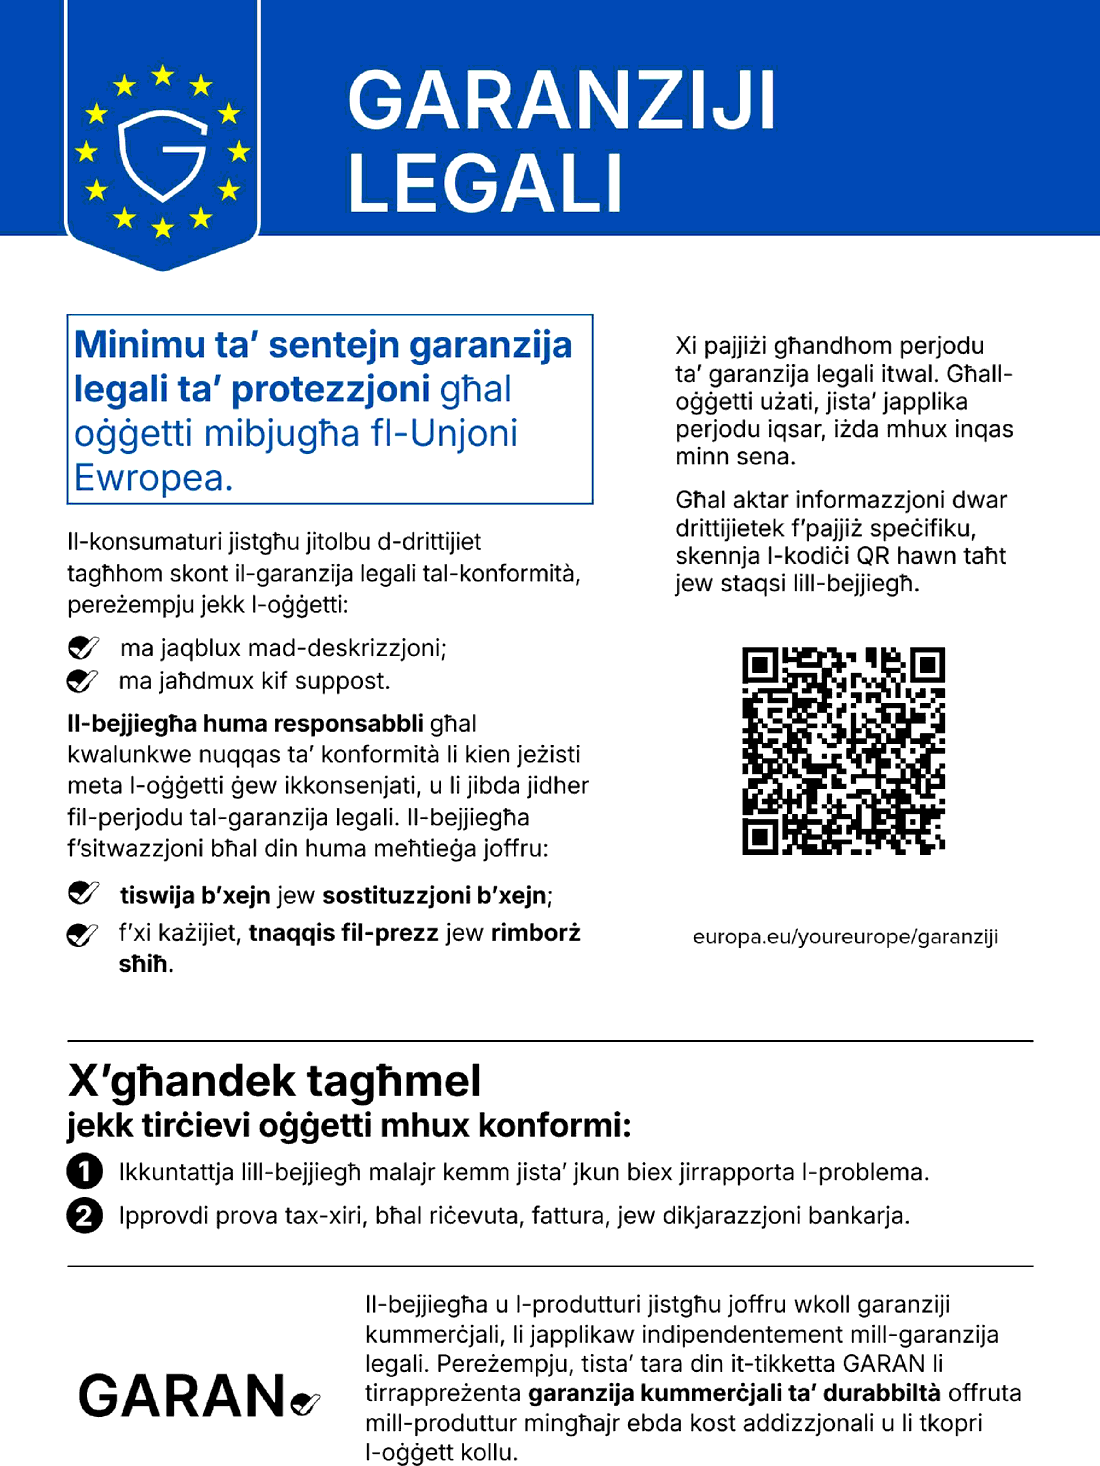 GARANZIJI
LEGALI
Minimu ta’ sentejn garanzija
legali ta’ protezzjoni għal
oġġetti mibjugħa fl-Unjoni
Ewropea.
Il-konsumaturi jistgħu jitolbu d-drittijiet
tagħhom skont il-garanzija legali tal-konformità,
pereżempju jekk l-oġġetti:
ma jaqblux mad-deskrizzjoni;
ma jaħdmux kif suppost.
Il-bejjiegħa huma responsabbli għal
kwalunkwe nuqqas ta’ konformità li kien jeżisti
meta l-oġġetti ġew ikkonsenjati, u li jibda jidher
fil-perjodu tal-garanzija legali. Il-bejjiegħa
f’sitwazzjoni bħal din huma meħtieġa joffru:
tiswija b’xejn jew sostituzzjoni b’xejn;
f’xi każijiet, tnaqqis fil-prezz jew rimborż
sħiħ.
Xi pajjiżi għandhom perjodu
ta’ garanzija legali itwal. Għall-
oġġetti użati, jista’ japplika
perjodu iqsar, iżda mhux inqas
minn sena.
Għal aktar informazzjoni dwar
drittijietek f’pajjiż speċifiku,
skennja l-kodiċi QR hawn taħt
jew staqsi lill-bejjiegħ.
europa.eu/youreurope/garanziji
X’għandek tagħmel
jekk tirċievi oġġetti mhux konformi:
1 Ikkuntattja lill-bejjiegħ malajr kemm jista’ jkun biex jirrapporta l-problema.
2 Ipprovdi prova tax-xiri, bħal riċevuta, fattura, jew dikjarazzjoni bankarja.
GARAN
Il-bejjiegħa u l-produtturi jistgħu joffru wkoll garanziji
kummerċjali, li japplikaw indipendentement mill-garanzija
legali. Pereżempju, tista’ tara din it-tikketta GARAN li
tirrappreżenta garanzija kummerċjali ta’ durabbiltà offruta
mill-produttur mingħajr ebda kost addizzjonali u li tkopri
l-oġġett kollu.